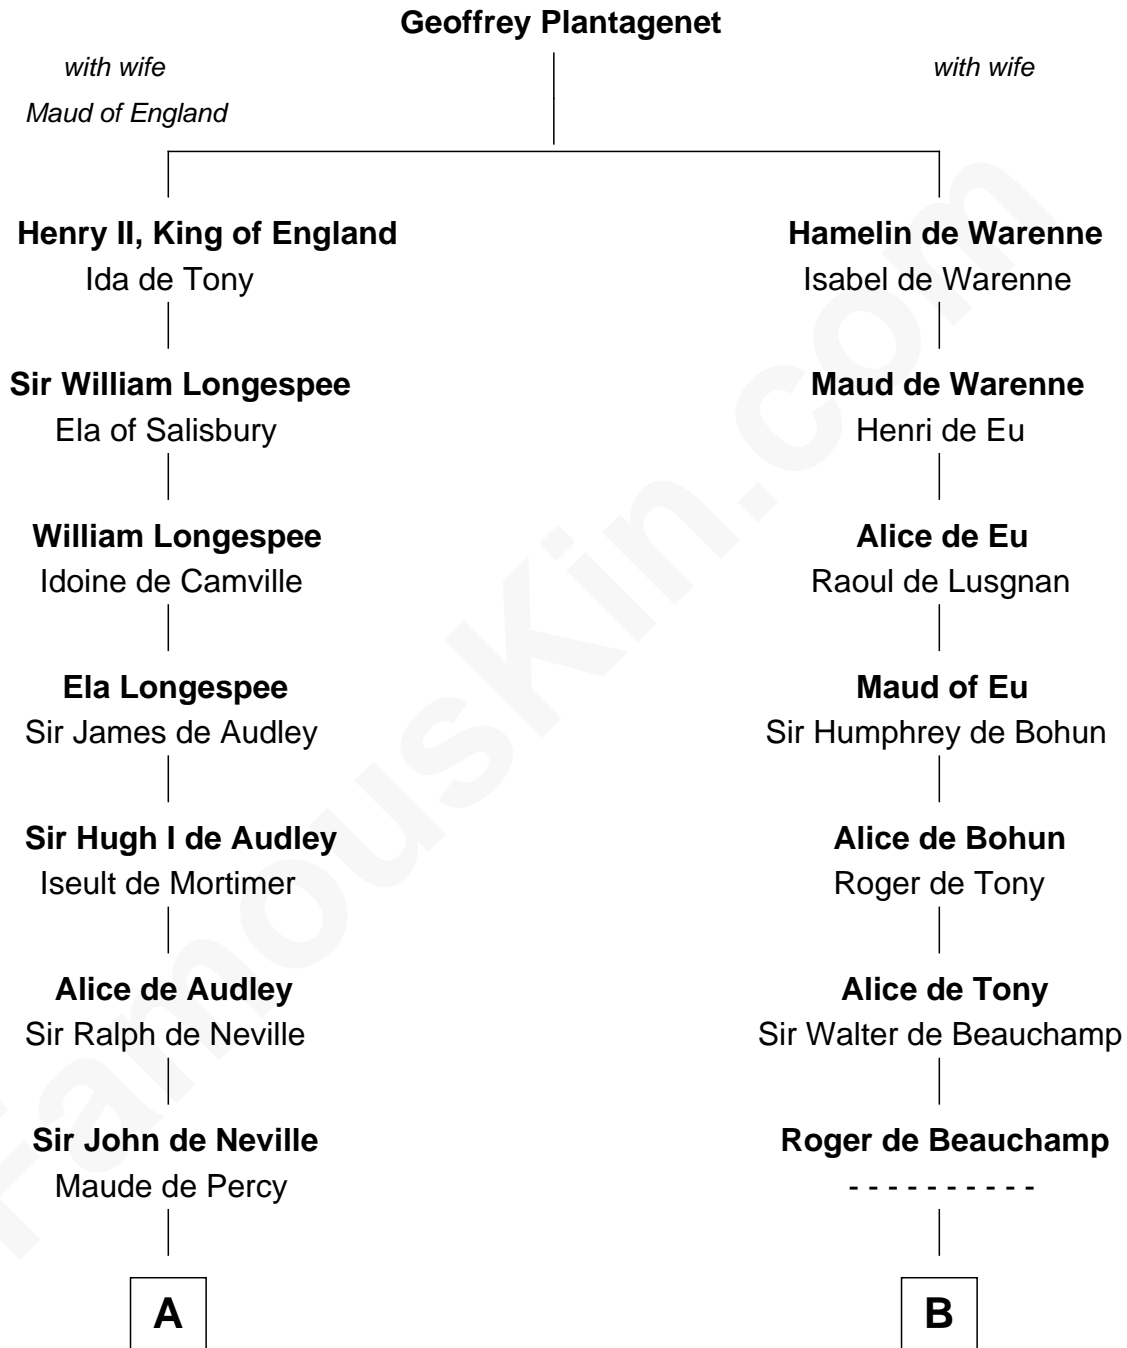 Geoffrey Plantagenet
with wife
Maud of England
with wife
Henry II, King of England
Ida de Tony
Sir William Longespee
Ela of Salisbury
William Longespee
Idoine de Camville
Ela Longespee
Sir James de Audley
Sir Hugh I de Audley
Iseult de Mortimer
Alice de Audley
Sir Ralph de Neville
Sir John de Neville
Maude de Percy
A
Hamelin de Warenne
Isabel de Warenne
Maud de Warenne
Henri de Eu
Alice de Eu
Raoul de Lusgnan
Maud of Eu
Sir Humphrey de Bohun
Alice de Bohun
Roger de Tony
Alice de Tony
Sir Walter de Beauchamp
Roger de Beauchamp
- - - - - - - - - -
B
FamousKin.com